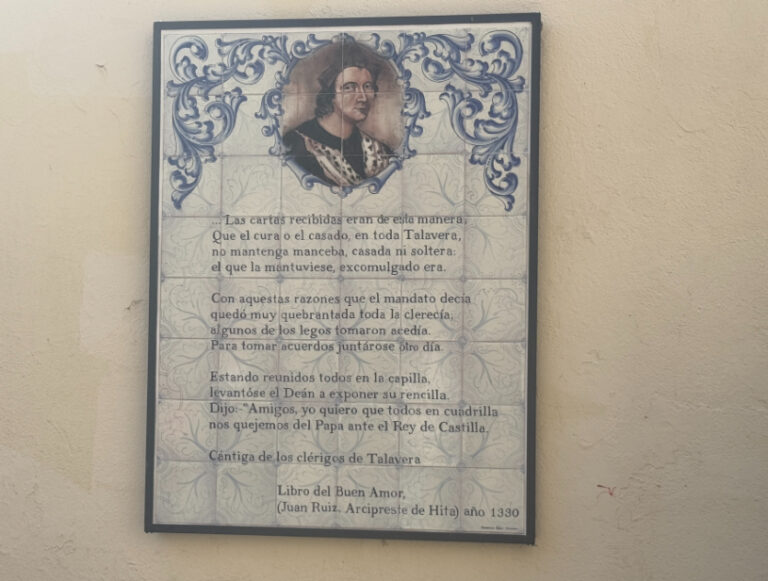 ...Las cartas recibidas eran de esta manera,
Que el cura o el casado, en toda Talavera,
no mantenga manceba, casada ni soltera:
el que la mantuviese, excomulgado era.
Con aquestas razones que el mandato decía
quedó muy quebrantada toda la clerecía,
algunos de los legos tomaron acedía.
Para tomar acuerdos juntárose otro día.
Estando reunidos todos en la capilla,
levantóse el Deán a exponer su rencilla.
Dijo: "Amigos, yo quiero que todos en cuadrilla
nos quejemos del Papa ante el Rey de Castilla.
Cántiga de los clérigos de Talavera
Libro del Buen Amor,
(Juan Ruiz. Arcipreste de Hita) año 1330